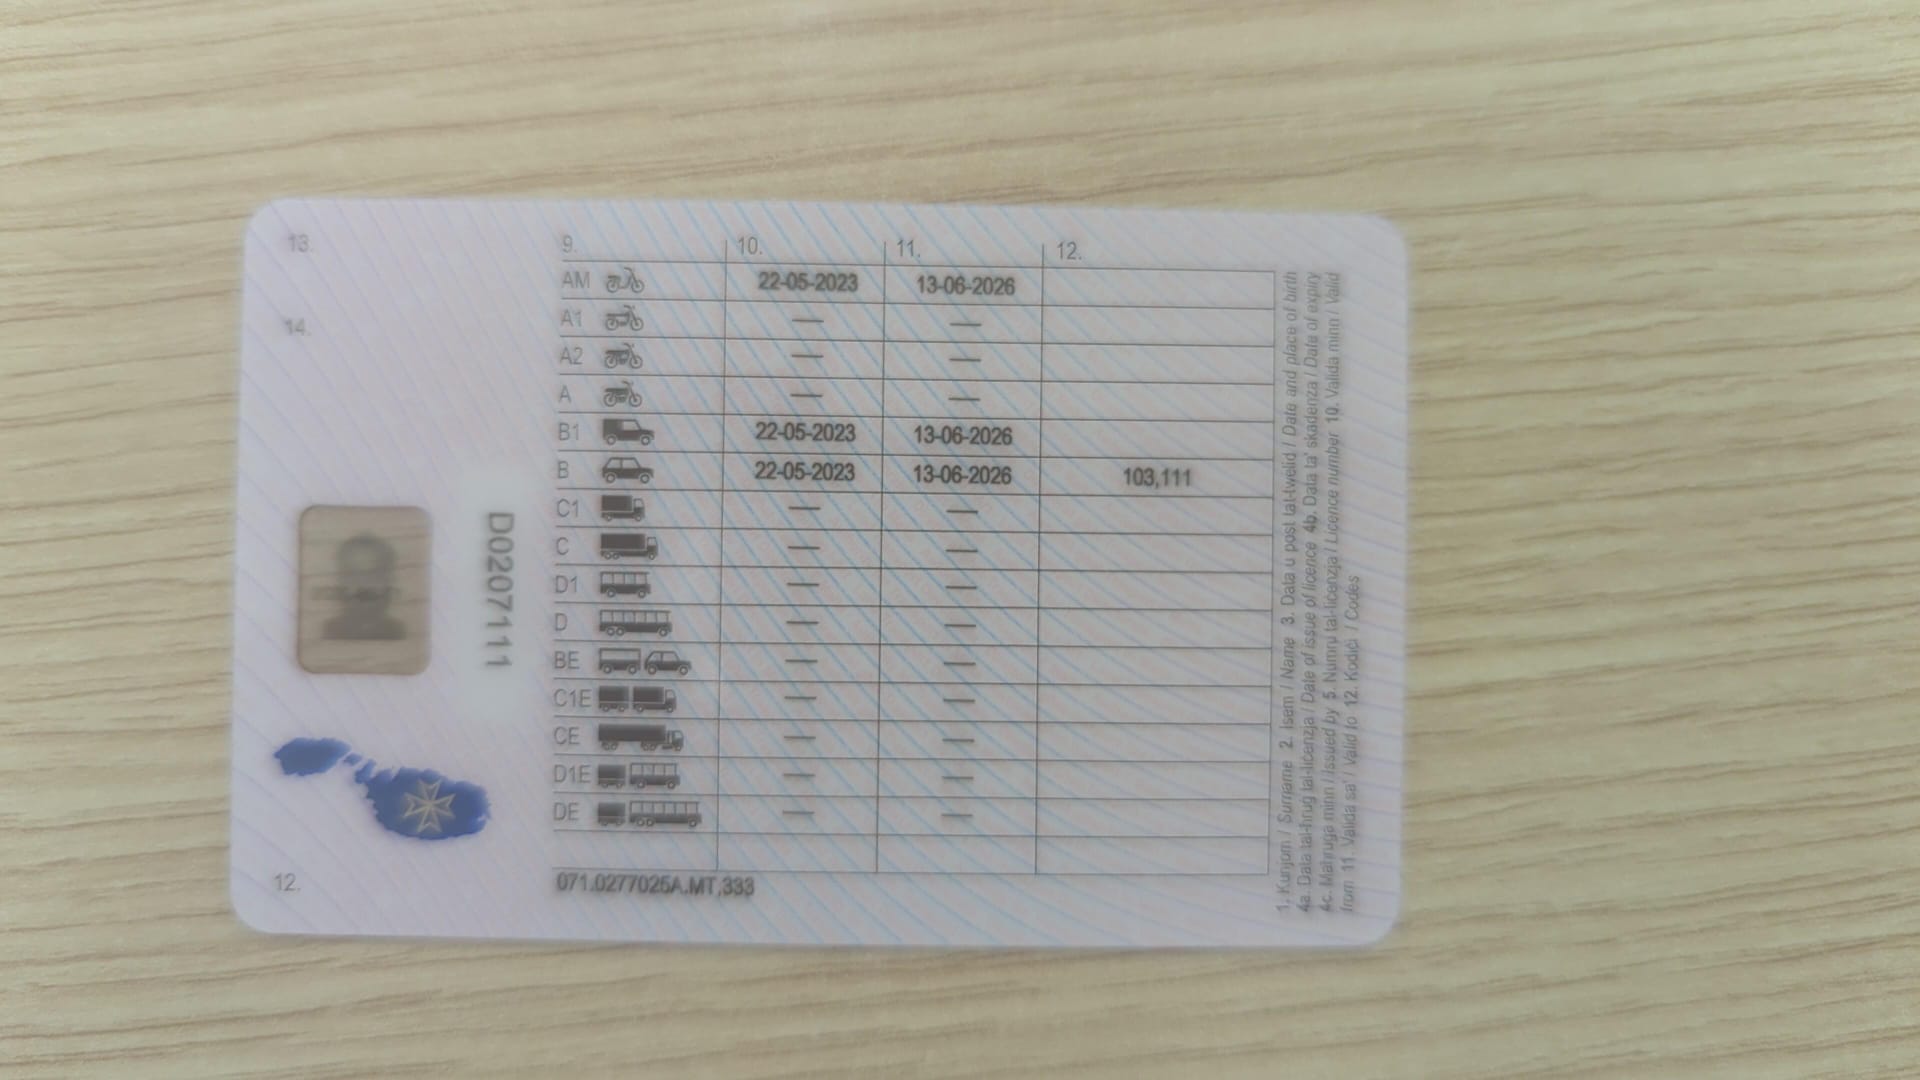 13.
14.
12.
D0207111
9. 10. 11. 12.
AM 22-05-2023 13-06-2026
A1 — —
A2 — —
A — —
B1 22-05-2023 13-06-2026
B 22-05-2023 13-06-2026 103,111
C1 — —
C — —
D1 — —
D — —
BE — —
C1E — —
CE — —
D1E — —
DE — —
071.0277025A.MT,333
1. Kunjom / Surname 2. Isem / Name 3. Data u post tat-twelid / Date and place of birth
4a. Data tal-ħruġ tal-liċenzja / Date of issue of licence 4b. Data ta' skadenza / Date of expiry
4c. Maħruġa minn / Issued by 5. Numru tal-liċenzja / Licence number 10. Valida minn / Valid
from 11. Valida sa' / Valid to 12. Kodiċi / Codes